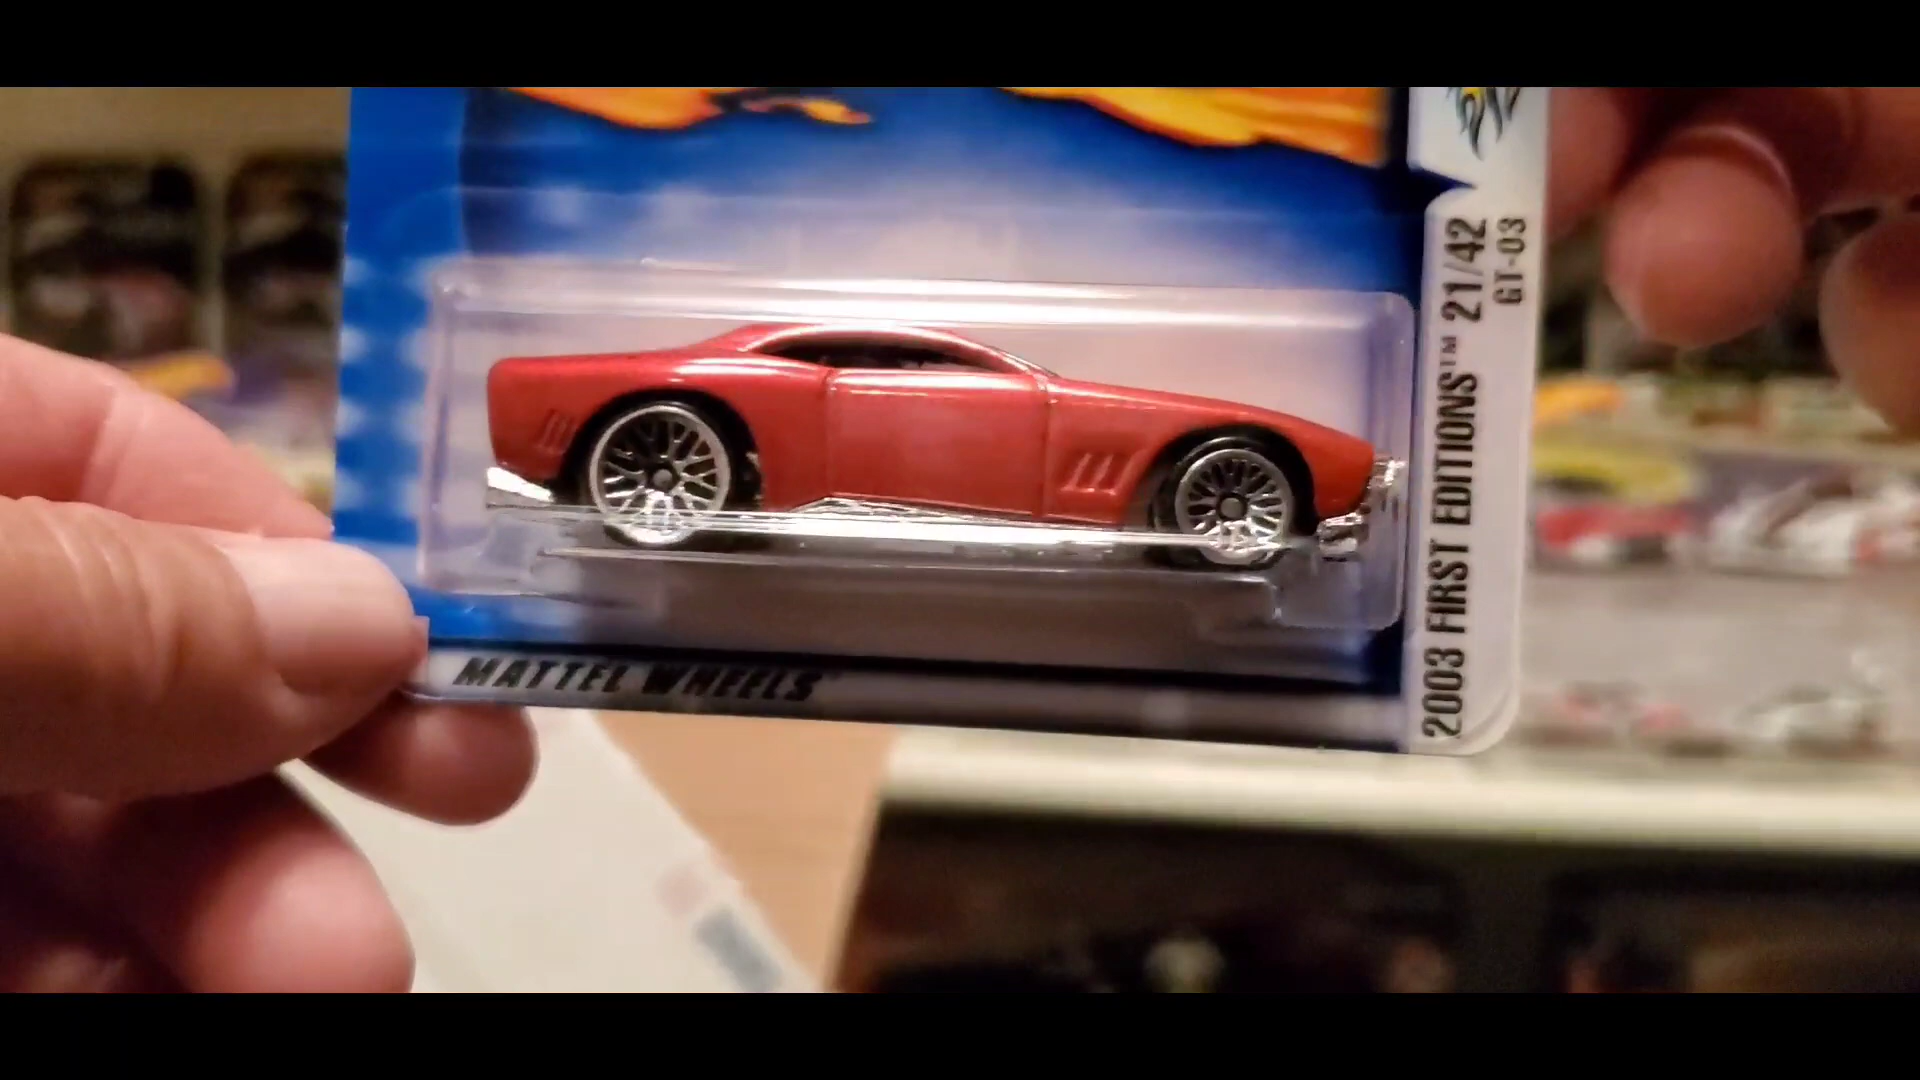 2003 FIRST EDITIONS™ 21/42
GT-03
MATTEL WHEELS